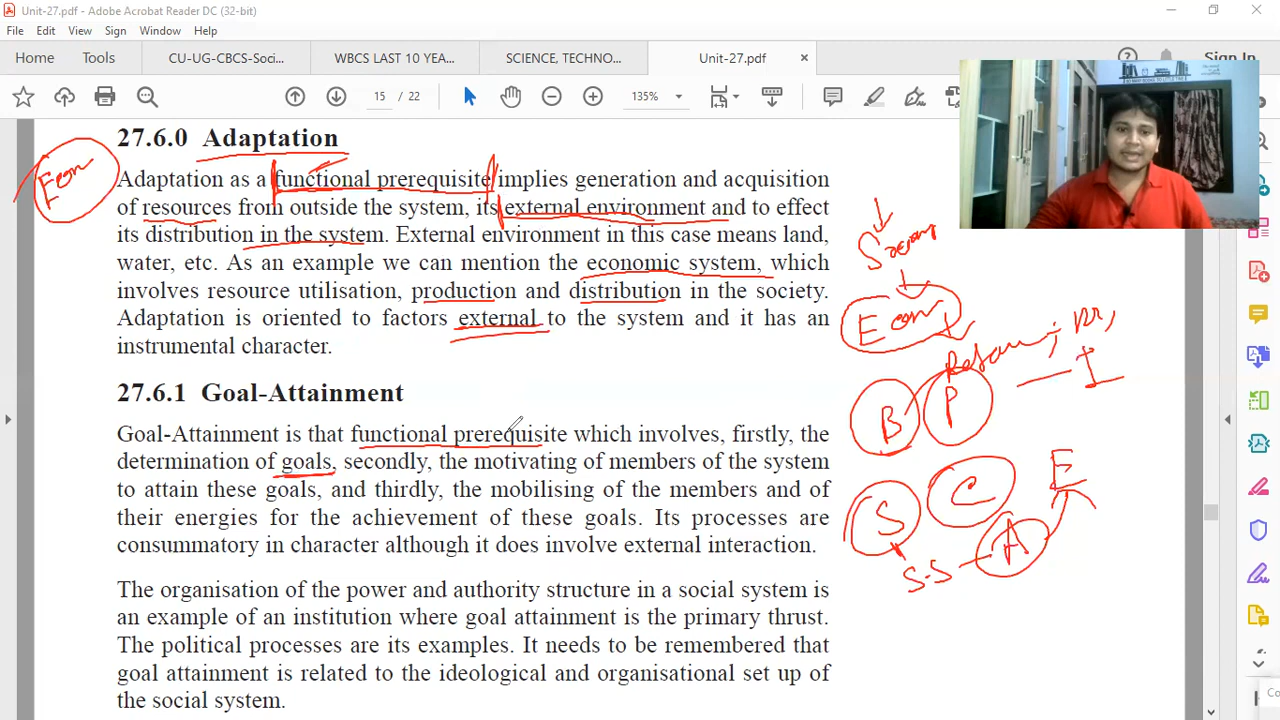 Unit-27.pdf - Adobe Acrobat Reader DC (32-bit)
File Edit View Sign Window Help
Home Tools CU-UG-CBCS-Soci... WBCS LAST 10 YEA... SCIENCE, TECHNO... Unit-27.pdf Sign In
15 / 22 135%
27.6.0 Adaptation
Adaptation as a functional prerequisite implies generation and acquisition
of resources from outside the system, its external environment and to effect
its distribution in the system. External environment in this case means land,
water, etc. As an example we can mention the economic system, which
involves resource utilisation, production and distribution in the society.
Adaptation is oriented to factors external to the system and it has an
instrumental character.
27.6.1 Goal-Attainment
Goal-Attainment is that functional prerequisite which involves, firstly, the
determination of goals, secondly, the motivating of members of the system
to attain these goals, and thirdly, the mobilising of the members and of
their energies for the achievement of these goals. Its processes are
consummatory in character although it does involve external interaction.
The organisation of the power and authority structure in a social system is
an example of an institution where goal attainment is the primary thrust.
The political processes are its examples. It needs to be remembered that
goal attainment is related to the ideological and organisational set up of
the social system.
Econ
Econ
I
B P
E
S C
A
S.S
Co